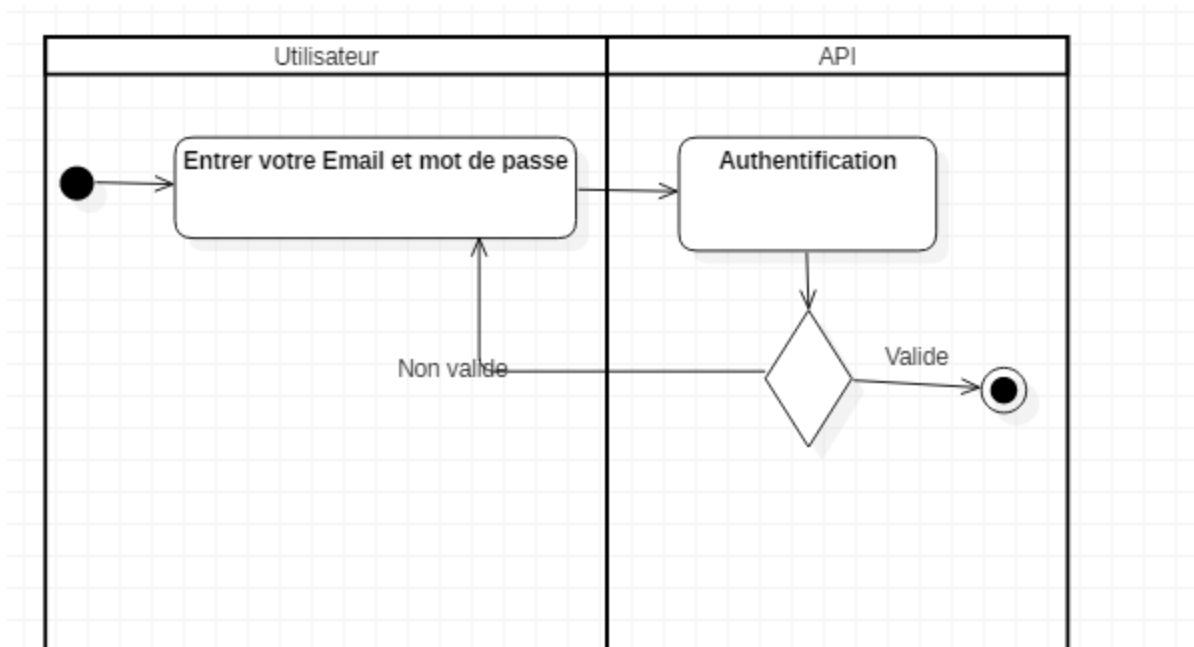 Utilisateur
API
Entrer votre Email et mot de passe
Authentification
Non valide
Valide